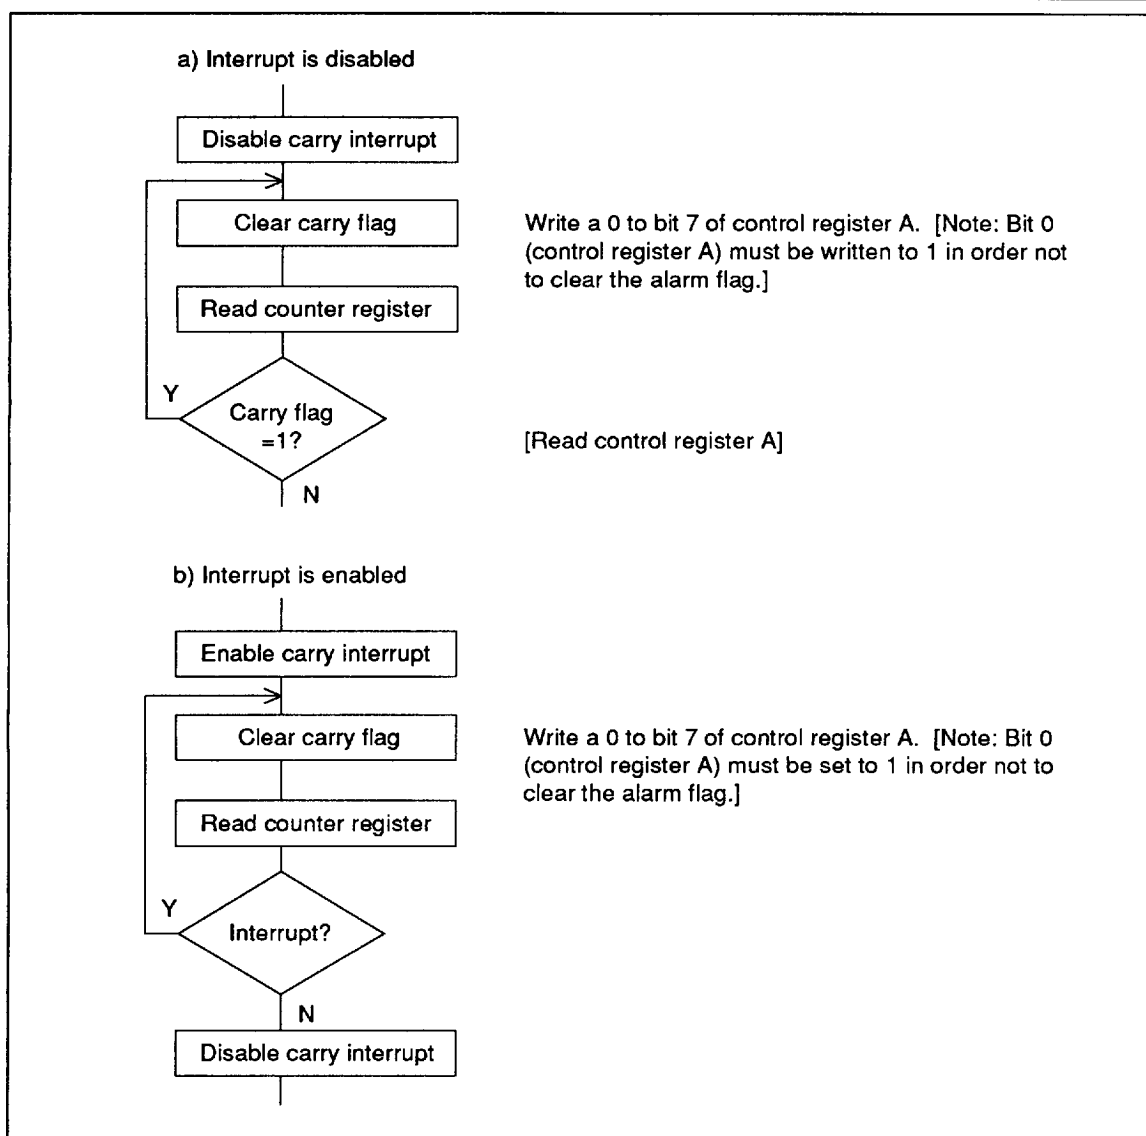 a) Interrupt is disabled
Disable carry interrupt
Clear carry flag
Write a 0 to bit 7 of control register A. [Note: Bit 0
(control register A) must be written to 1 in order not
to clear the alarm flag.]
Read counter register
Y
Carry flag
=1?
[Read control register A]
N
b) Interrupt is enabled
Enable carry interrupt
Clear carry flag
Write a 0 to bit 7 of control register A. [Note: Bit 0
(control register A) must be set to 1 in order not to
clear the alarm flag.]
Read counter register
Y
Interrupt?
N
Disable carry interrupt